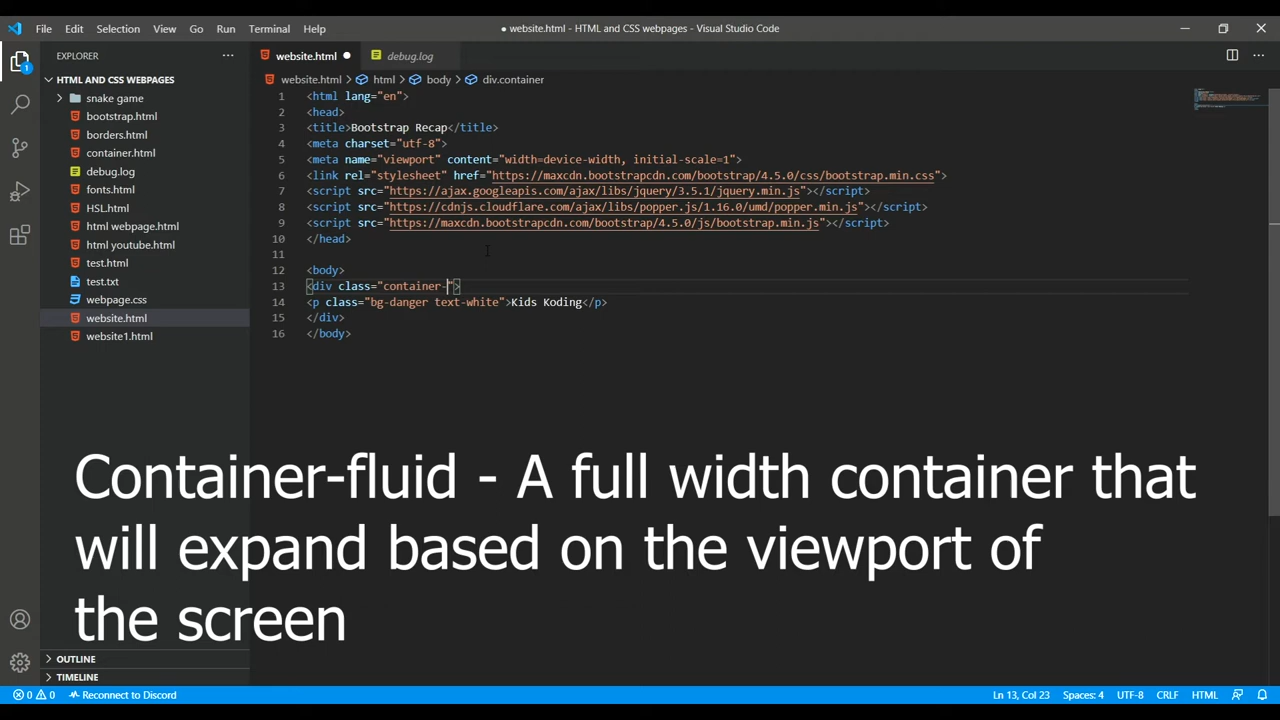 File Edit Selection View Go Run Terminal Help
● website.html - HTML and CSS webpages - Visual Studio Code
EXPLORER ···
website.html ●
debug.log
HTML AND CSS WEBPAGES
snake game
bootstrap.html
borders.html
container.html
debug.log
fonts.html
HSL.html
html webpage.html
html youtube.html
test.html
test.txt
webpage.css
website.html
website1.html
OUTLINE
TIMELINE
1
website.html > html > body > div.container
1 <html lang="en">
2 <head>
3 <title>Bootstrap Recap</title>
4 <meta charset="utf-8">
5 <meta name="viewport" content="width=device-width, initial-scale=1">
6 <link rel="stylesheet" href="https://maxcdn.bootstrapcdn.com/bootstrap/4.5.0/css/bootstrap.min.css">
7 <script src="https://ajax.googleapis.com/ajax/libs/jquery/3.5.1/jquery.min.js"></script>
8 <script src="https://cdnjs.cloudflare.com/ajax/libs/popper.js/1.16.0/umd/popper.min.js"></script>
9 <script src="https://maxcdn.bootstrapcdn.com/bootstrap/4.5.0/js/bootstrap.min.js"></script>
10 </head>
11
12 <body>
13 <div class="container-">
14 <p class="bg-danger text-white">Kids Koding</p>
15 </div>
16 </body>
Container-fluid - A full width container that
will expand based on the viewport of
the screen
0 0 Reconnect to Discord
Ln 13, Col 23 Spaces: 4 UTF-8 CRLF HTML